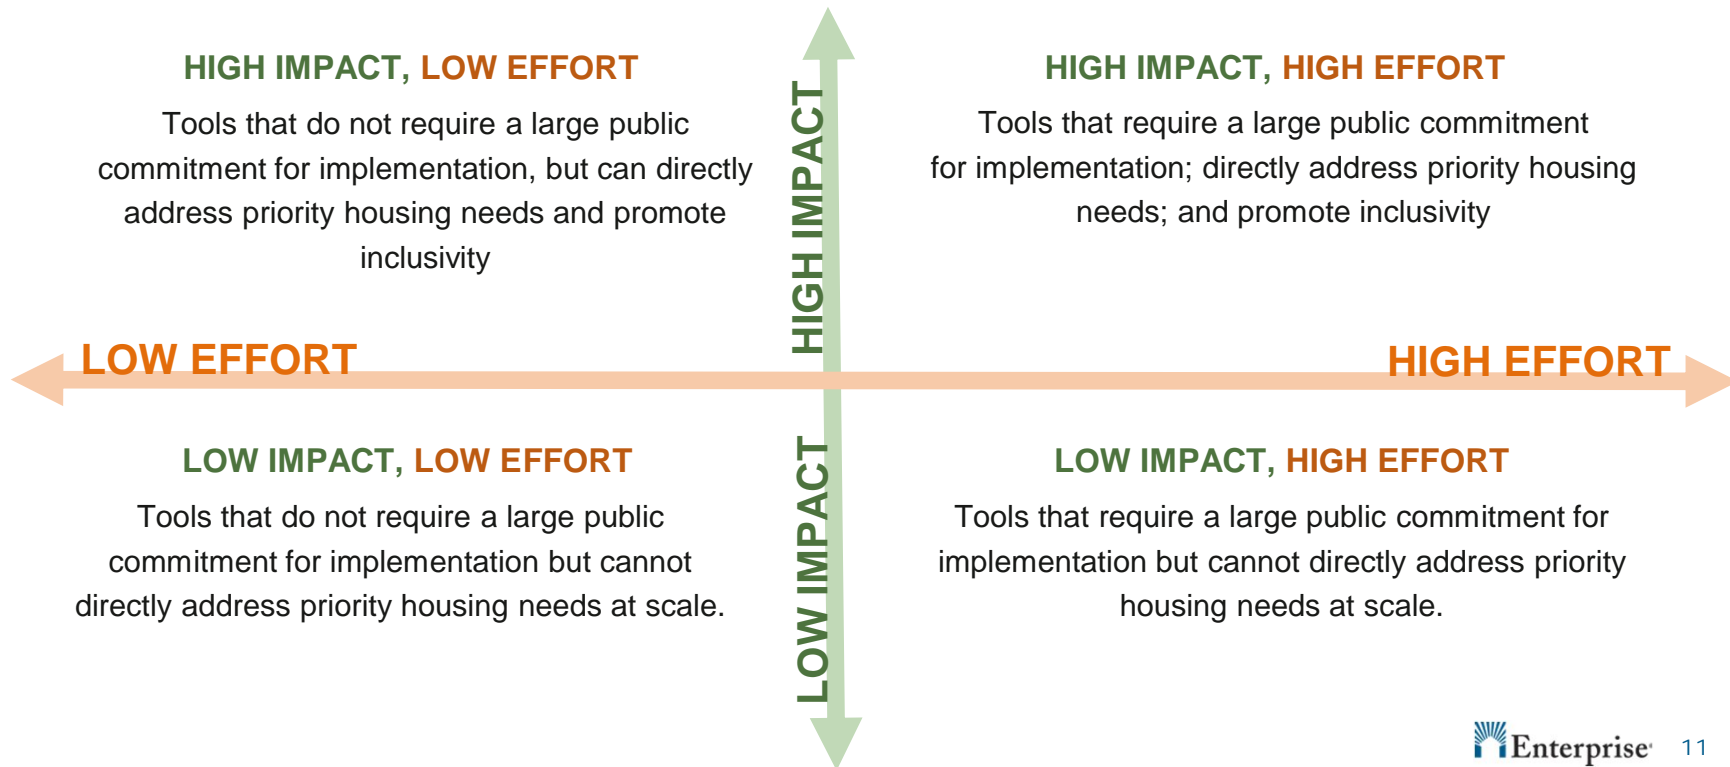 HIGH IMPACT, LOW EFFORT
Tools that do not require a large public
commitment for implementation, but can directly
address priority housing needs and promote
inclusivity
HIGH IMPACT, HIGH EFFORT
Tools that require a large public commitment
for implementation; directly address priority housing
needs; and promote inclusivity
HIGH IMPACT
LOW EFFORT
HIGH EFFORT
LOW IMPACT, LOW EFFORT
Tools that do not require a large public
commitment for implementation but cannot
directly address priority housing needs at scale.
LOW IMPACT
LOW IMPACT, HIGH EFFORT
Tools that require a large public commitment for
implementation but cannot directly address priority
housing needs at scale.
Enterprise
11